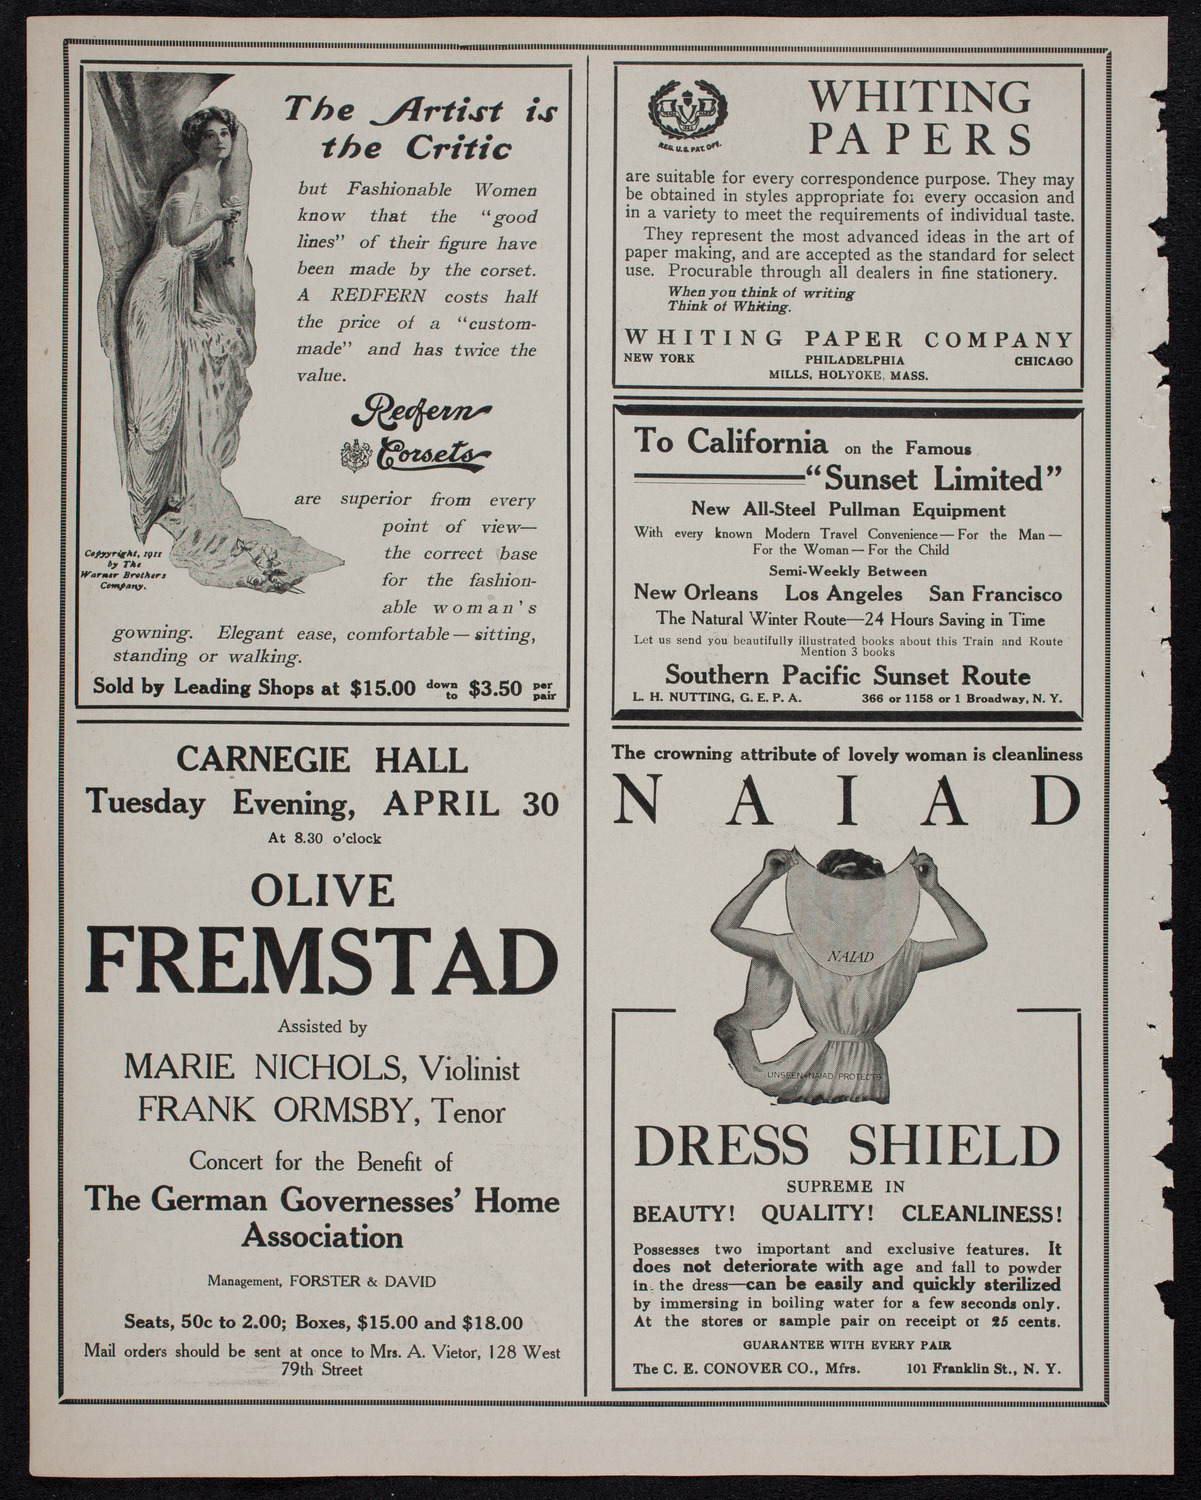 The Artist is
the Critic
but Fashionable Women
know that the “good
lines” of their figure have
been made by the corset.
A REDFERN costs half
the price of a “custom-
made” and has twice the
value.
Redfern
Corsets
are superior from every
point of view—
the correct base
for the fashion-
able woman's
gowning. Elegant ease, comfortable—sitting,
standing or walking.
Copyright, 1911
by The
Warner Brothers
Company.
Sold by Leading Shops at $15.00 down to $3.50 per pair
CARNEGIE HALL
Tuesday Evening, APRIL 30
At 8.30 o'clock
OLIVE
FREMSTAD
Assisted by
MARIE NICHOLS, Violinist
FRANK ORMSBY, Tenor
Concert for the Benefit of
The German Governesses' Home
Association
Management, FORSTER & DAVID
Seats, 50c to 2.00; Boxes, $15.00 and $18.00
Mail orders should be sent at once to Mrs. A. Vietor, 128 West
79th Street
REG. U.S. PAT. OFF.
WHITING
PAPERS
are suitable for every correspondence purpose. They may
be obtained in styles appropriate for every occasion and
in a variety to meet the requirements of individual taste.
They represent the most advanced ideas in the art of
paper making, and are accepted as the standard for select
use. Procurable through all dealers in fine stationery.
When you think of writing
Think of Whiting.
WHITING PAPER COMPANY
NEW YORK PHILADELPHIA CHICAGO
MILLS, HOLYOKE, MASS.
To California on the Famous
“Sunset Limited”
New All-Steel Pullman Equipment
With every known Modern Travel Convenience—For the Man—
For the Woman—For the Child
Semi-Weekly Between
New Orleans Los Angeles San Francisco
The Natural Winter Route—24 Hours Saving in Time
Let us send you beautifully illustrated books about this Train and Route
Mention 3 books
Southern Pacific Sunset Route
L. H. NUTTING, G. E. P. A. 366 or 1158 or 1 Broadway, N. Y.
The crowning attribute of lovely woman is cleanliness
NAIAD
NAIAD
UNSEEN NAIAD PROTECTS
DRESS SHIELD
SUPREME IN
BEAUTY! QUALITY! CLEANLINESS!
Possesses two important and exclusive features. It
does not deteriorate with age and fall to powder
in the dress—can be easily and quickly sterilized
by immersing in boiling water for a few seconds only.
At the stores or sample pair on receipt of 25 cents.
GUARANTEE WITH EVERY PAIR
The C. E. CONOVER CO., Mfrs. 101 Franklin St., N. Y.